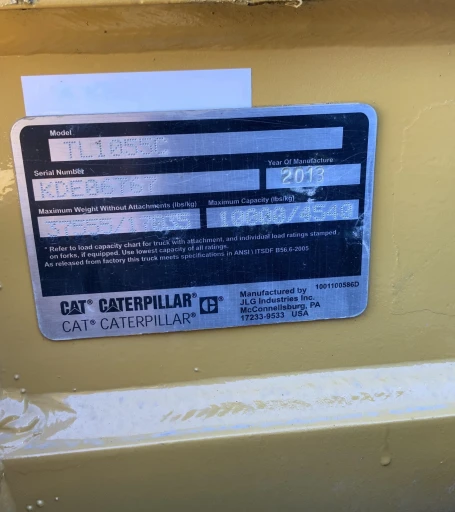 Model
TL1055C
Serial Number
Year Of Manufacture
2013
Maximum Weight Without Attachments (lbs/kg)
Maximum Capacity (lbs/kg)
10000/4540
* Refer to load capacity chart for truck with attachment, and individual load ratings stamped
on forks, if equipped. Use lowest capacity of all ratings.
As released from factory this truck meets specifications in ANSI \ ITSDF B56.6-2005
CAT® CATERPILLAR® C®
CAT® CATERPILLAR®
Manufactured by 1001100586D
JLG Industries Inc.
McConnellsburg, PA
17233-9533 USA